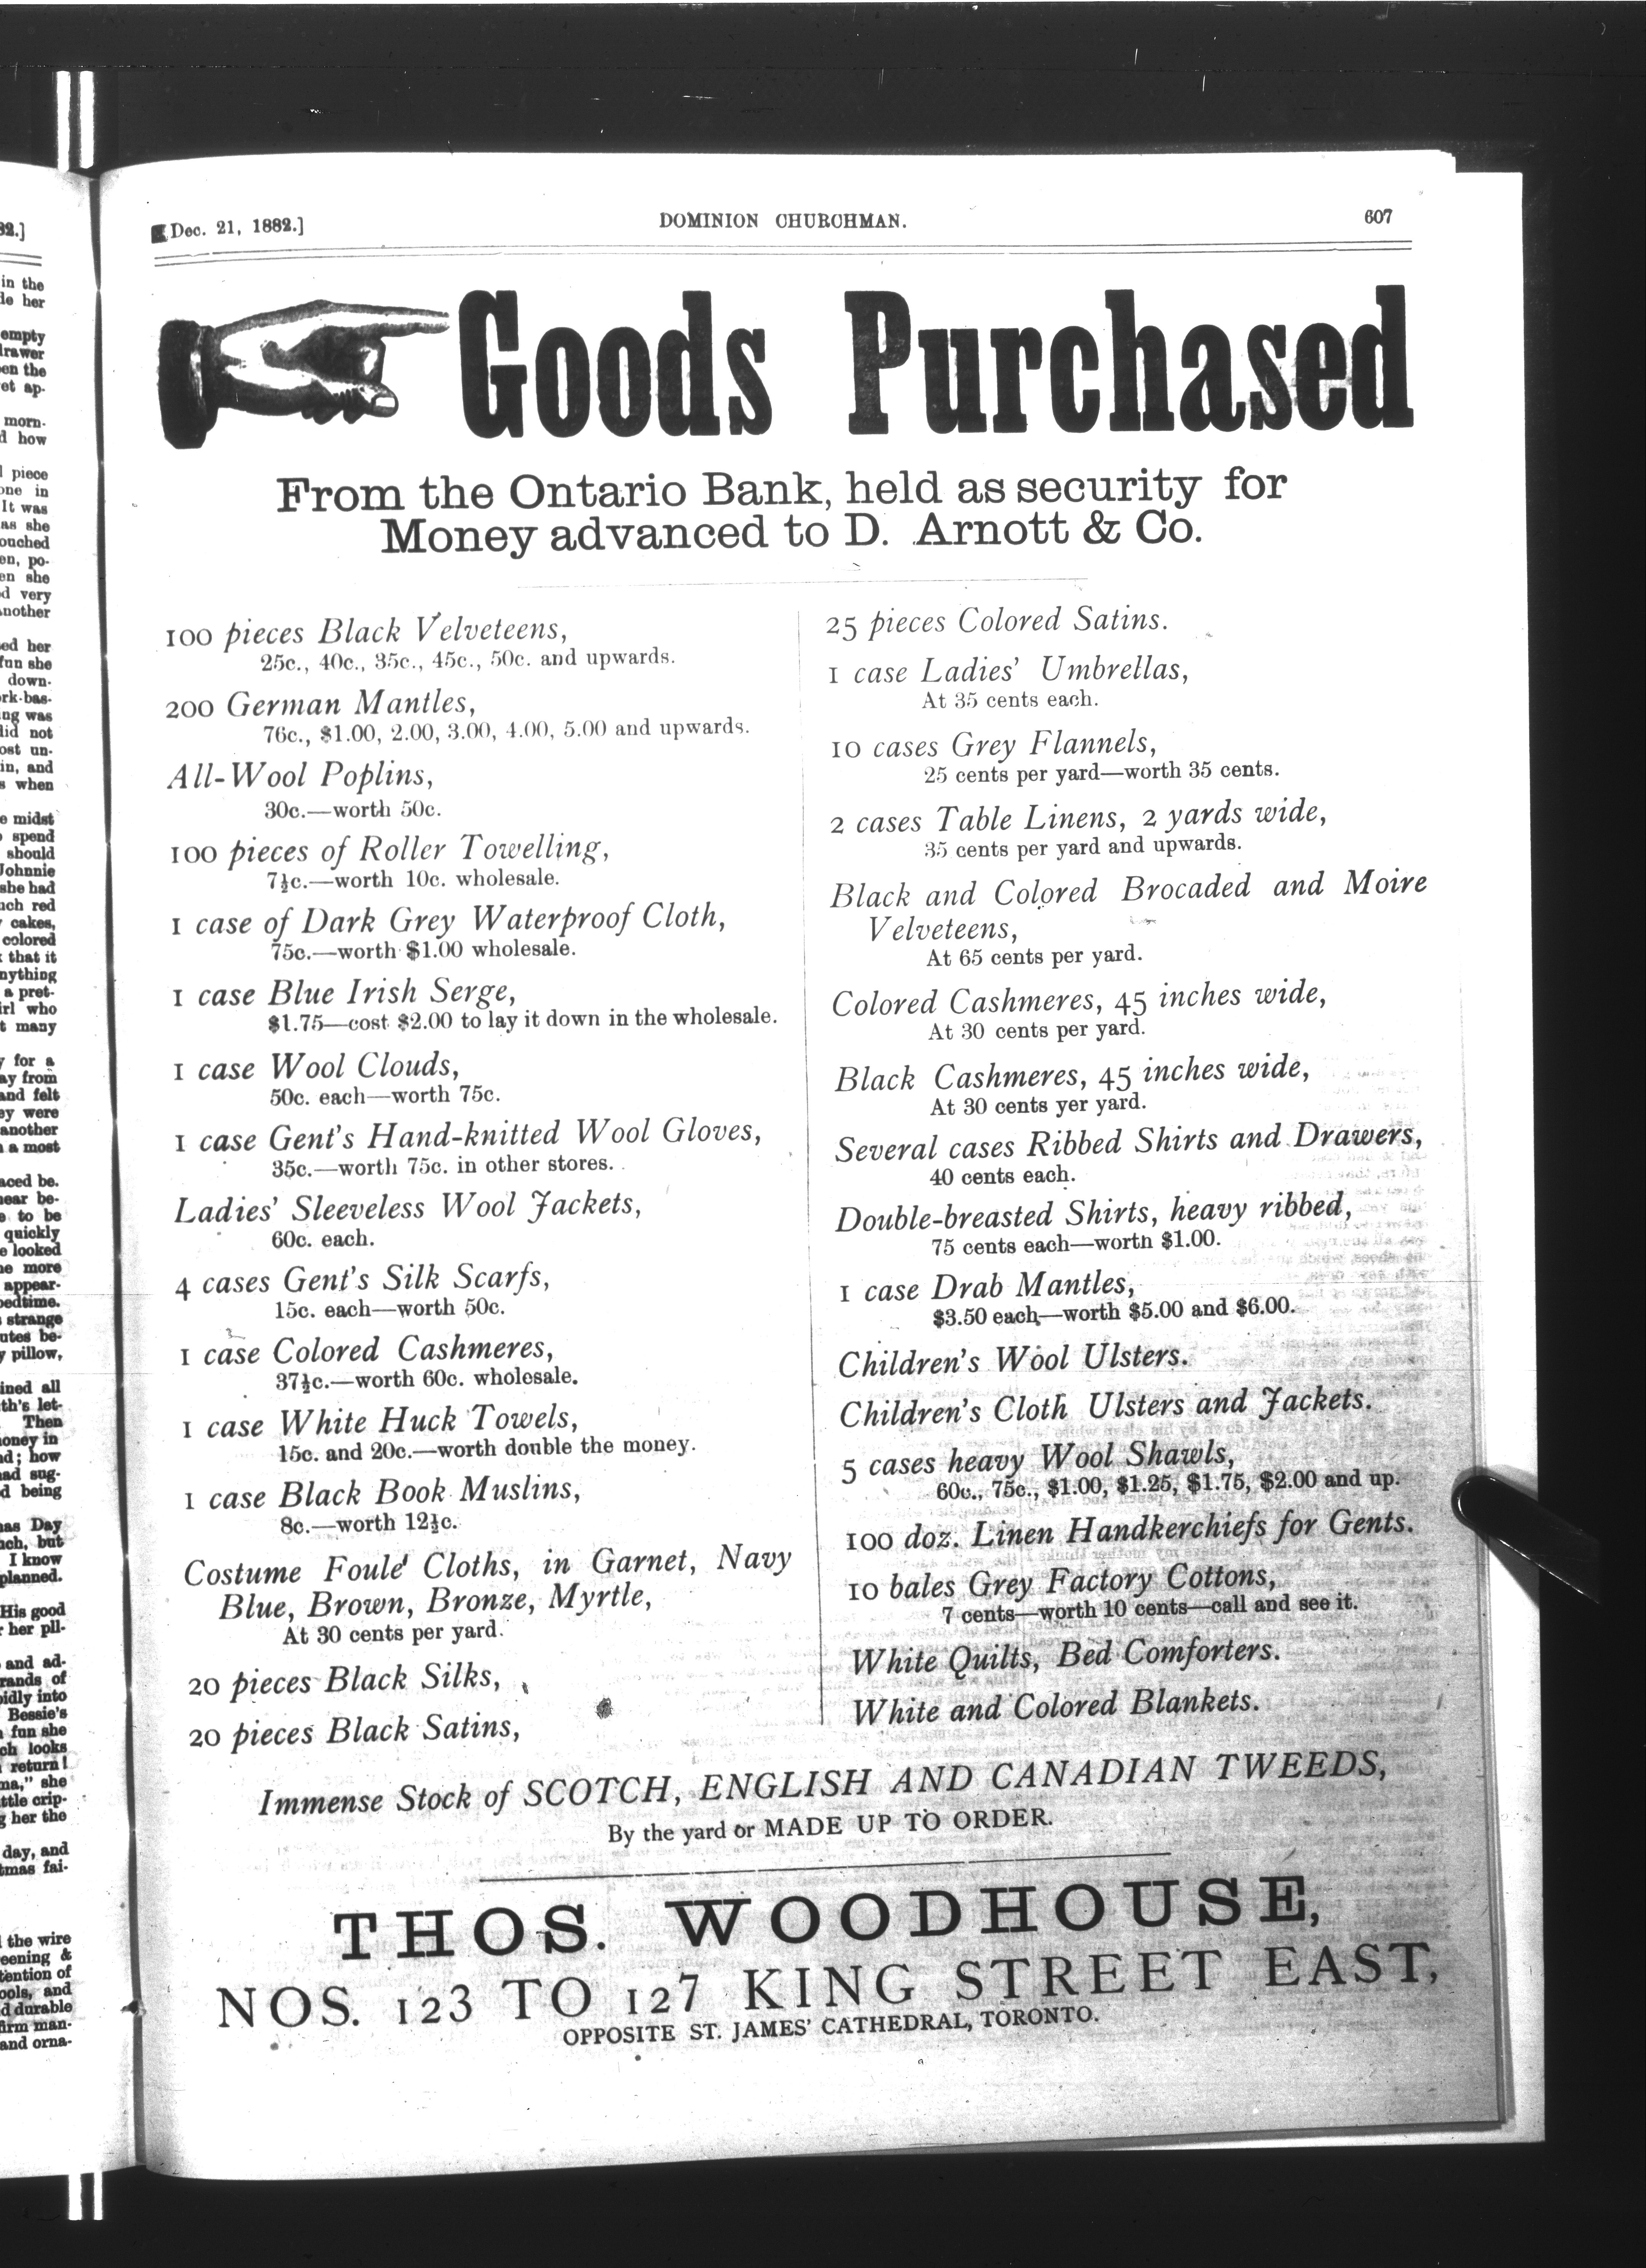 Dec. 21, 1882.]
DOMINION CHURCHMAN.
607
Goods Purchased
From the Ontario Bank, held as security for
Money advanced to D. Arnott & Co.
100 pieces Black Velveteens,
25c., 40c., 35c., 45c., 50c. and upwards.
200 German Mantles,
76c., $1.00, 2.00, 3.00, 4.00, 5.00 and upwards.
All-Wool Poplins,
30c.—worth 50c.
100 pieces of Roller Towelling,
7½c.—worth 10c. wholesale.
1 case of Dark Grey Waterproof Cloth,
75c.—worth $1.00 wholesale.
1 case Blue Irish Serge,
$1.75—cost $2.00 to lay it down in the wholesale.
1 case Wool Clouds,
50c. each—worth 75c.
1 case Gent's Hand-knitted Wool Gloves,
35c.—worth 75c. in other stores.
Ladies' Sleeveless Wool Jackets,
60c. each.
4 cases Gent's Silk Scarfs,
15c. each—worth 50c.
1 case Colored Cashmeres,
37½c.—worth 60c. wholesale.
1 case White Huck Towels,
15c. and 20c.—worth double the money.
1 case Black Book Muslins,
8c.—worth 12½c.
Costume Foulé Cloths, in Garnet, Navy
Blue, Brown, Bronze, Myrtle,
At 30 cents per yard.
20 pieces Black Silks,
20 pieces Black Satins,
25 pieces Colored Satins.
1 case Ladies' Umbrellas,
At 35 cents each.
10 cases Grey Flannels,
25 cents per yard—worth 35 cents.
2 cases Table Linens, 2 yards wide,
35 cents per yard and upwards.
Black and Colored Brocaded and Moire
Velveteens,
At 65 cents per yard.
Colored Cashmeres, 45 inches wide,
At 30 cents per yard.
Black Cashmeres, 45 inches wide,
At 30 cents yer yard.
Several cases Ribbed Shirts and Drawers,
40 cents each.
Double-breasted Shirts, heavy ribbed,
75 cents each—worth $1.00.
1 case Drab Mantles,
$3.50 each—worth $5.00 and $6.00.
Children's Wool Ulsters.
Children's Cloth Ulsters and Jackets.
5 cases heavy Wool Shawls,
60c., 75c., $1.00, $1.25, $1.75, $2.00 and up.
100 doz. Linen Handkerchiefs for Gents.
10 bales Grey Factory Cottons,
7 cents—worth 10 cents—call and see it.
White Quilts, Bed Comforters.
White and Colored Blankets.
Immense Stock of SCOTCH, ENGLISH AND CANADIAN TWEEDS,
By the yard or MADE UP TO ORDER.
THOS. WOODHOUSE,
NOS. 123 TO 127 KING STREET EAST,
OPPOSITE ST. JAMES' CATHEDRAL, TORONTO.